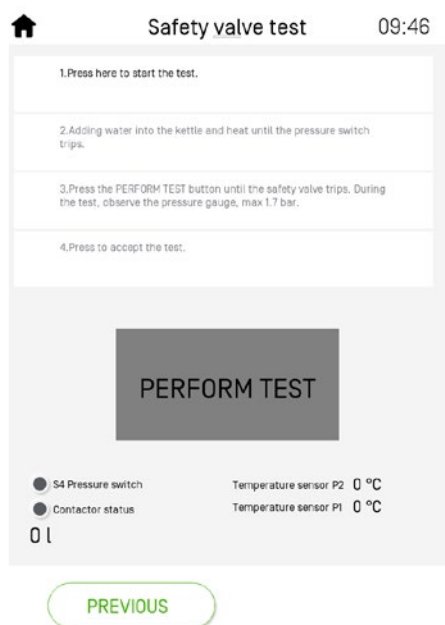 Safety valve test 09:46
1.Press here to start the test.
2.Adding water into the kettle and heat until the pressure switch
trips.
3.Press the PERFORM TEST button until the safety valve trips. During
the test, observe the pressure gauge, max 1.7 bar.
4.Press to accept the test.
PERFORM TEST
S4 Pressure switch Temperature sensor P2 0 °C
Contactor status Temperature sensor P1 0 °C
0 l
PREVIOUS